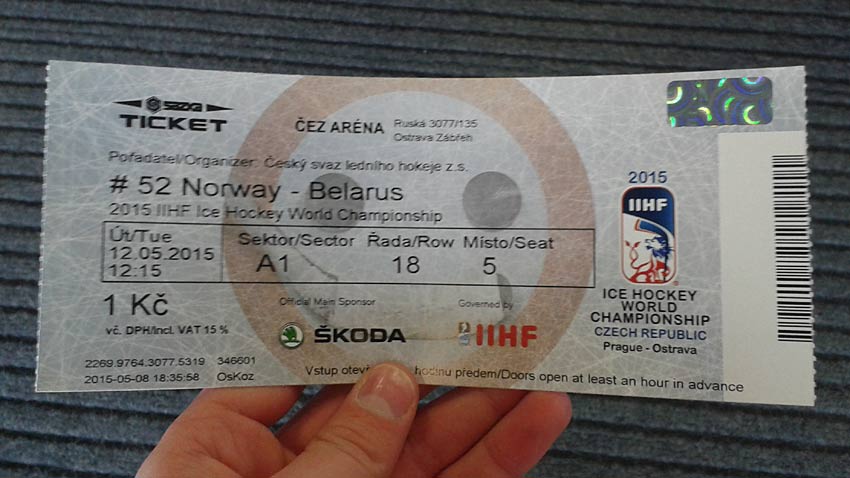 SAZKA
TICKET
ČEZ ARÉNA
Ruská 3077/135
Ostrava Zábřeh
Pořadatel/Organizer: Český svaz ledního hokeje z.s.
# 52 Norway - Belarus
2015 IIHF Ice Hockey World Championship
Út/Tue
12.05.2015
12:15
Sektor/Sector Řada/Row Místo/Seat
A1 18 5
1 Kč
vč. DPH/incl. VAT 15 %
Official Main Sponsor
ŠKODA
Governed by
IIHF
2269.9764.3077.5319 346601
2015-05-08 18:35:58 OsKoz
Vstup hodinu předem/Doors open at least an hour in advance
2015
IIHF
ICE HOCKEY
WORLD
CHAMPIONSHIP
CZECH REPUBLIC
Prague - Ostrava